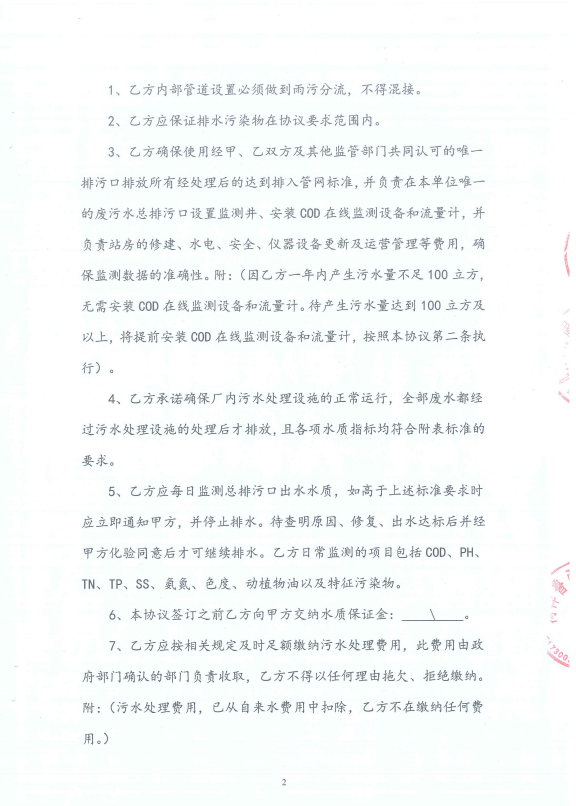 1、乙方内部管道设置必须做到雨污分流，不得混接。
2、乙方应保证排水污染物在协议要求范围内。
3、乙方确保使用经甲、乙双方及其他监管部门共同认可的唯一
排污口排放所有经处理后的达到排入管网标准，并负责在本单位唯一
的废污水总排污口设置监测井、安装 COD 在线监测设备和流量计，并
负责站房的修建、水电、安全、仪器设备更新及运营管理等费用，确
保监测数据的准确性。附：（因乙方一年内产生污水量不足 100 立方，
无需安装 COD 在线监测设备和流量计。待产生污水量达到 100 立方及
以上，将提前安装 COD 在线监测设备和流量计，按照本协议第二条执
行）。
4、乙方承诺确保厂内污水处理设施的正常运行，全部废水都经
过污水处理设施的处理后才排放，且各项水质指标均符合附表标准的
要求。
5、乙方应每日监测总排污口出水水质，如高于上述标准要求时
应立即通知甲方，并停止排水。待查明原因、修复、出水达标后并经
甲方化验同意后才可继续排水。乙方日常监测的项目包括 COD、PH、
TN、TP、SS、氨氮、色度、动植物油以及特征污染物。
6、本协议签订之前乙方向甲方交纳水质保证金：\。
7、乙方应按相关规定及时足额缴纳污水处理费用，此费用由政
府部门确认的部门负责收取，乙方不得以任何理由拖欠、拒绝缴纳。
附：（污水处理费用，已从自来水费用中扣除，乙方不在缴纳任何费
用。）
2